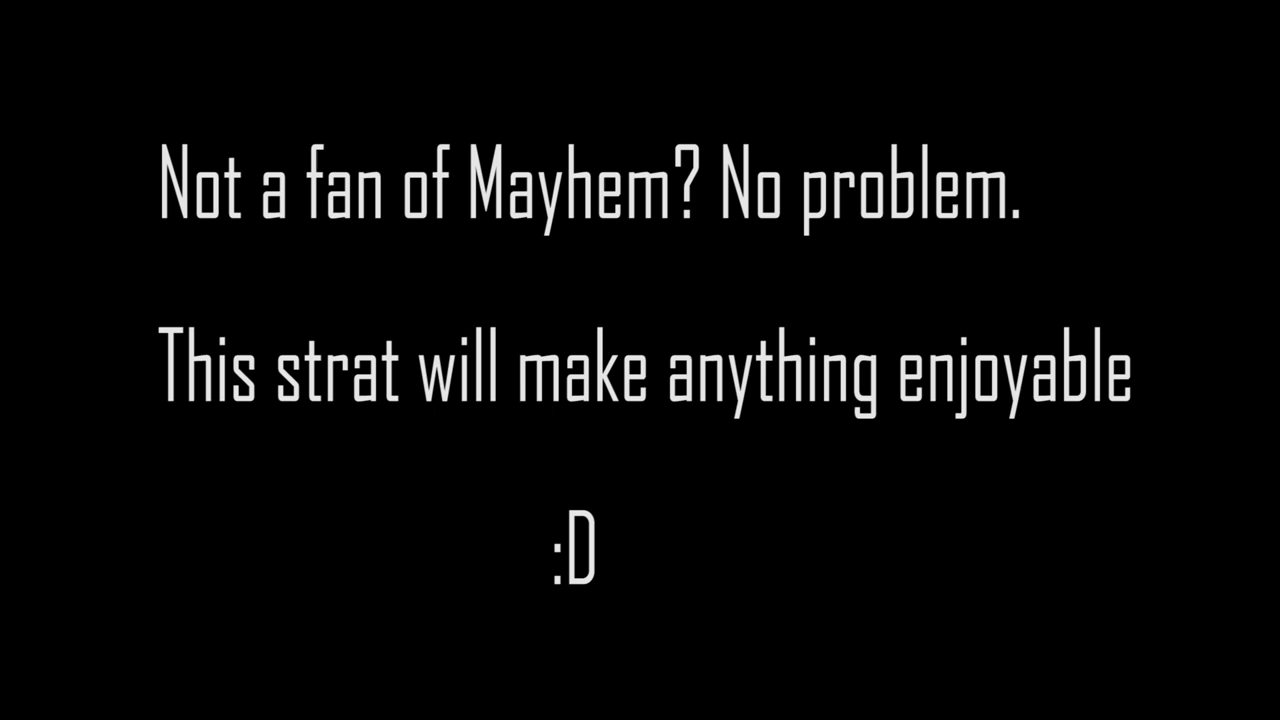 Not a fan of Mayhem? No problem.
This strat will make anything enjoyable
:D